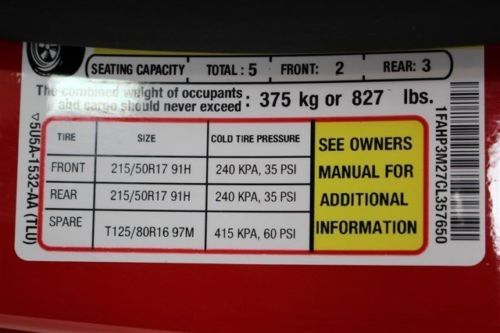 SEATING CAPACITY TOTAL : 5 FRONT: 2 REAR: 3
The combined weight of occupants and cargo should never exceed : 375 kg or 827 lbs.
TIRE SIZE COLD TIRE PRESSURE
FRONT 215/50R17 91H 240 KPA, 35 PSI
REAR 215/50R17 91H 240 KPA, 35 PSI
SPARE T125/80R16 97M 415 KPA, 60 PSI
SEE OWNERS
MANUAL FOR
ADDITIONAL
INFORMATION
5U5A-1532-AA (TLU)
1FAHP3M27CL357650